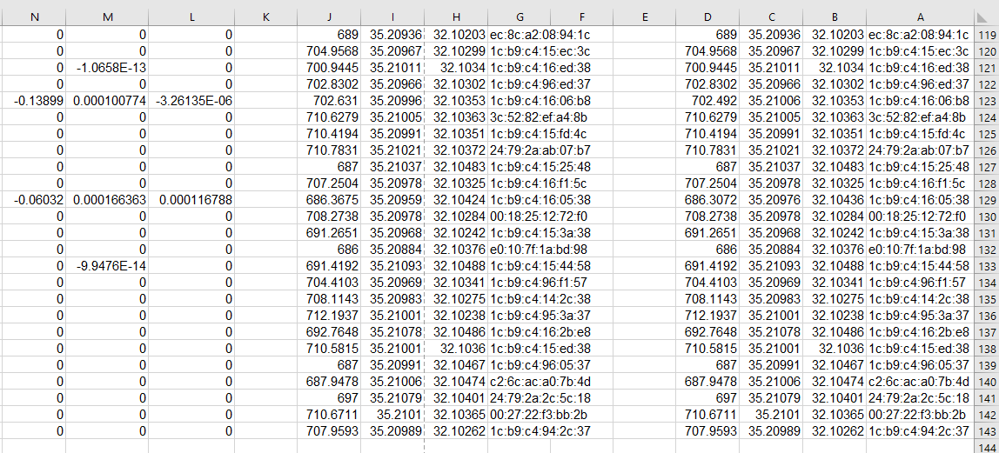 N M L K J I H G F E D C B A
0 0 0 689 35.20936 32.10203 ec:8c:a2:08:94:1c 689 35.20936 32.10203 ec:8c:a2:08:94:1c 119
0 0 0 704.9568 35.20967 32.10299 1c:b9:c4:15:ec:3c 704.9568 35.20967 32.10299 1c:b9:c4:15:ec:3c 120
0 -1.0658E-13 0 700.9445 35.21011 32.1034 1c:b9:c4:16:ed:38 700.9445 35.21011 32.1034 1c:b9:c4:16:ed:38 121
0 0 0 702.8302 35.20966 32.10302 1c:b9:c4:96:ed:37 702.8302 35.20966 32.10302 1c:b9:c4:96:ed:37 122
-0.13899 0.000100774 -3.26135E-06 702.631 35.20996 32.10353 1c:b9:c4:16:06:b8 702.492 35.21006 32.10353 1c:b9:c4:16:06:b8 123
0 0 0 710.6279 35.21005 32.10363 3c:52:82:ef:a4:8b 710.6279 35.21005 32.10363 3c:52:82:ef:a4:8b 124
0 0 0 710.4194 35.20991 32.10351 1c:b9:c4:15:fd:4c 710.4194 35.20991 32.10351 1c:b9:c4:15:fd:4c 125
0 0 0 710.7831 35.21021 32.10372 24:79:2a:ab:07:b7 710.7831 35.21021 32.10372 24:79:2a:ab:07:b7 126
0 0 0 687 35.21037 32.10483 1c:b9:c4:15:25:48 687 35.21037 32.10483 1c:b9:c4:15:25:48 127
0 0 0 707.2504 35.20978 32.10325 1c:b9:c4:16:f1:5c 707.2504 35.20978 32.10325 1c:b9:c4:16:f1:5c 128
-0.06032 0.000166363 0.000116788 686.3675 35.20959 32.10424 1c:b9:c4:16:05:38 686.3072 35.20976 32.10436 1c:b9:c4:16:05:38 129
0 0 0 708.2738 35.20978 32.10284 00:18:25:12:72:f0 708.2738 35.20978 32.10284 00:18:25:12:72:f0 130
0 0 0 691.2651 35.20968 32.10242 1c:b9:c4:15:3a:38 691.2651 35.20968 32.10242 1c:b9:c4:15:3a:38 131
0 0 0 686 35.20884 32.10376 e0:10:7f:1a:bd:98 686 35.20884 32.10376 e0:10:7f:1a:bd:98 132
0 -9.9476E-14 0 691.4192 35.21093 32.10488 1c:b9:c4:15:44:58 691.4192 35.21093 32.10488 1c:b9:c4:15:44:58 133
0 0 0 704.4103 35.20969 32.10341 1c:b9:c4:96:f1:57 704.4103 35.20969 32.10341 1c:b9:c4:96:f1:57 134
0 0 0 708.1143 35.20983 32.10275 1c:b9:c4:14:2c:38 708.1143 35.20983 32.10275 1c:b9:c4:14:2c:38 135
0 0 0 712.1937 35.21001 32.10238 1c:b9:c4:95:3a:37 712.1937 35.21001 32.10238 1c:b9:c4:95:3a:37 136
0 0 0 692.7648 35.21078 32.10486 1c:b9:c4:16:2b:e8 692.7648 35.21078 32.10486 1c:b9:c4:16:2b:e8 137
0 0 0 710.5815 35.21001 32.1036 1c:b9:c4:15:ed:38 710.5815 35.21001 32.1036 1c:b9:c4:15:ed:38 138
0 0 0 687 35.20991 32.10467 1c:b9:c4:96:05:37 687 35.20991 32.10467 1c:b9:c4:96:05:37 139
0 0 0 687.9478 35.21006 32.10474 c2:6c:ac:a0:7b:4d 687.9478 35.21006 32.10474 c2:6c:ac:a0:7b:4d 140
0 0 0 697 35.21079 32.10401 24:79:2a:2c:5c:18 697 35.21079 32.10401 24:79:2a:2c:5c:18 141
0 0 0 710.6711 35.2101 32.10365 00:27:22:f3:bb:2b 710.6711 35.2101 32.10365 00:27:22:f3:bb:2b 142
0 0 0 707.9593 35.20989 32.10262 1c:b9:c4:94:2c:37 707.9593 35.20989 32.10262 1c:b9:c4:94:2c:37 143
144